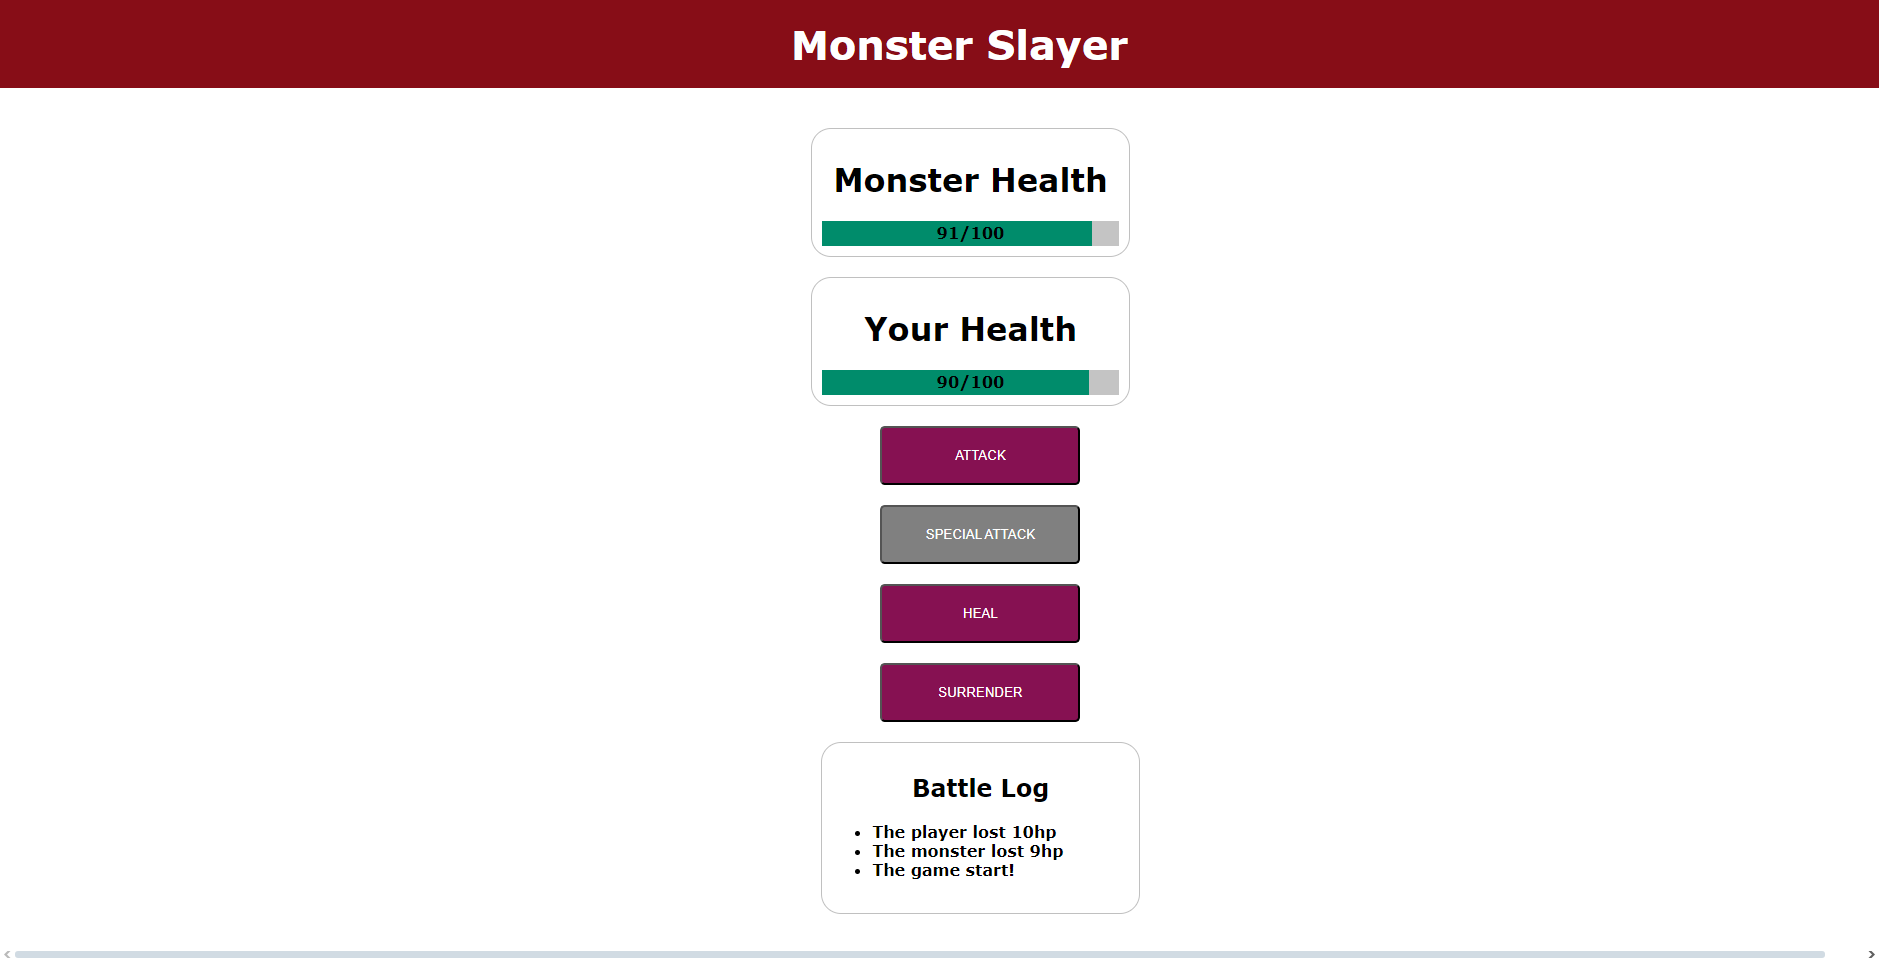 Monster Slayer
Monster Health
91/100
Your Health
90/100
ATTACK
SPECIAL ATTACK
HEAL
SURRENDER
Battle Log
The player lost 10hp
The monster lost 9hp
The game start!